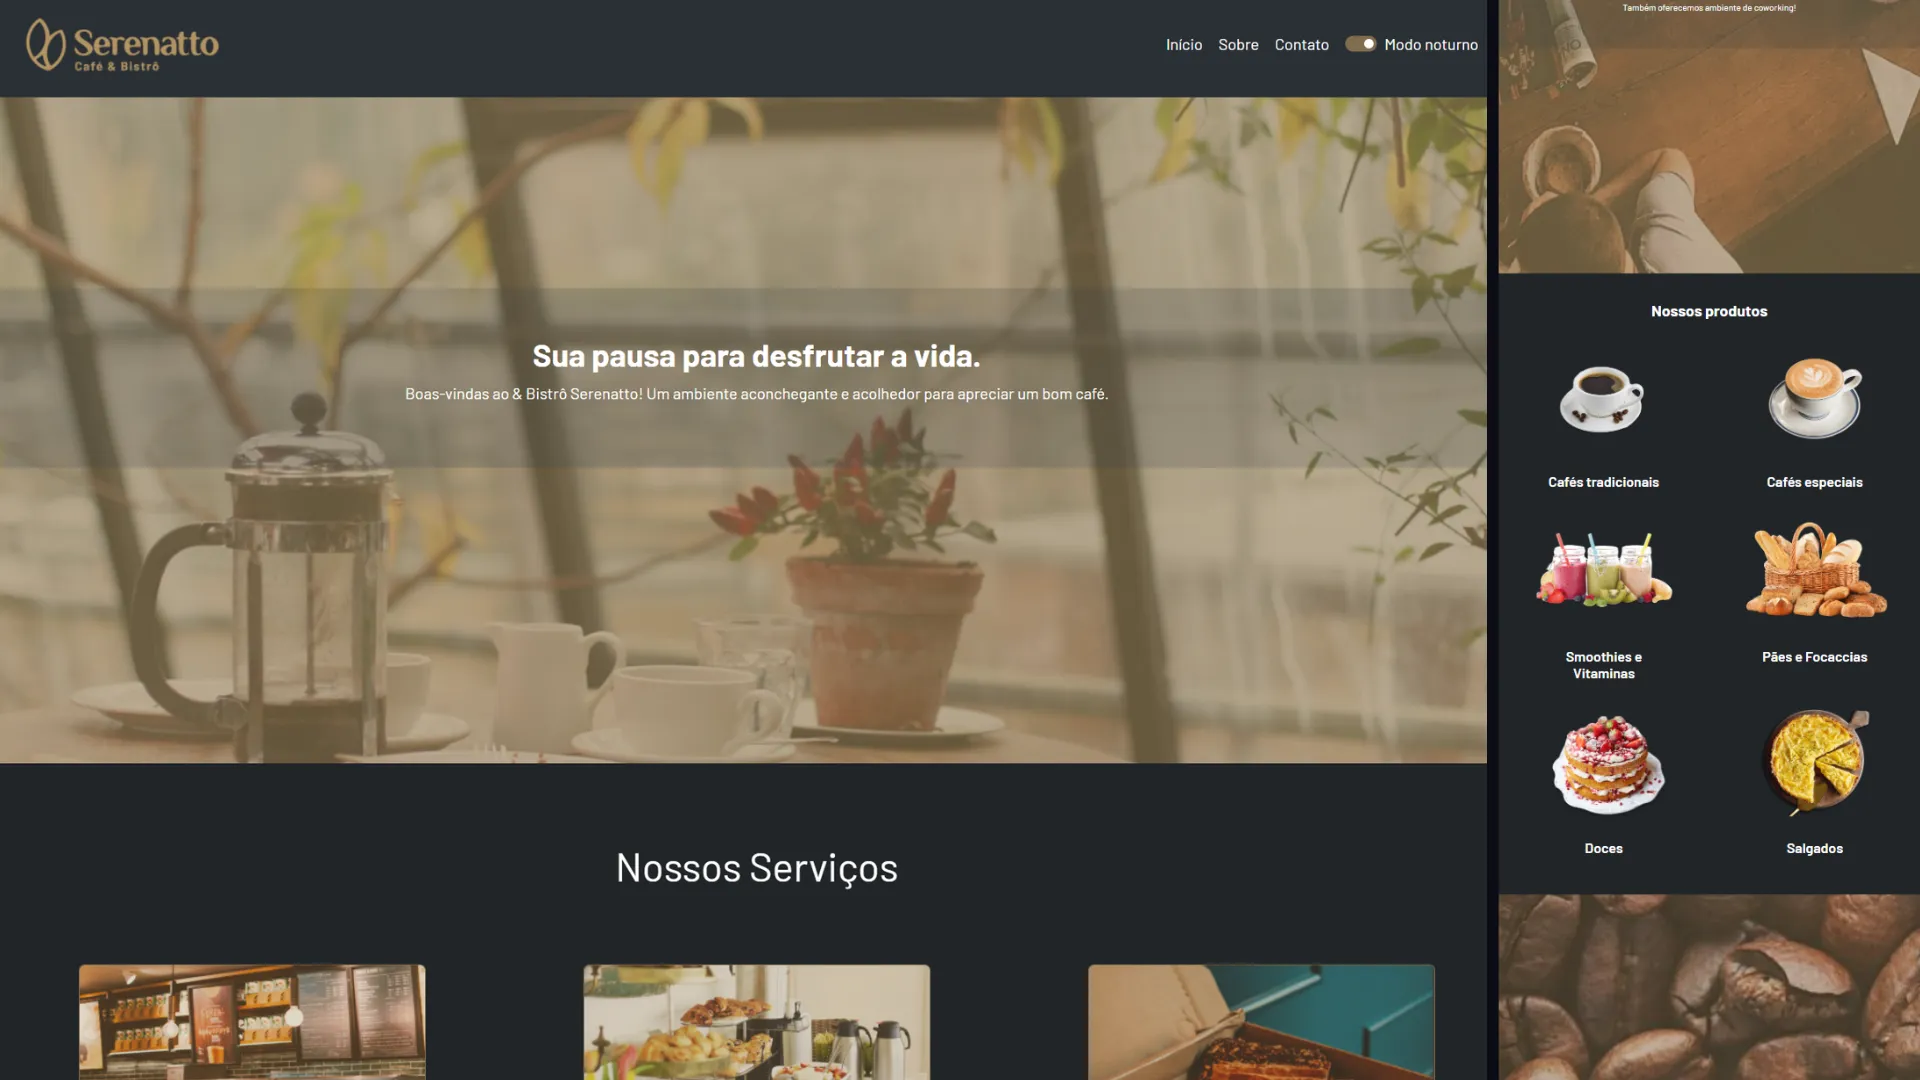 Serenatto
Café & Bistrô
Início
Sobre
Contato
Modo noturno
Sua pausa para desfrutar a vida.
Boas-vindas ao & Bistrô Serenatto! Um ambiente aconchegante e acolhedor para apreciar um bom café.
Nossos Serviços
Também oferecemos ambiente de coworking!
Nossos produtos
Cafés tradicionais
Cafés especiais
Smoothies e
Vitaminas
Pães e Focaccias
Doces
Salgados